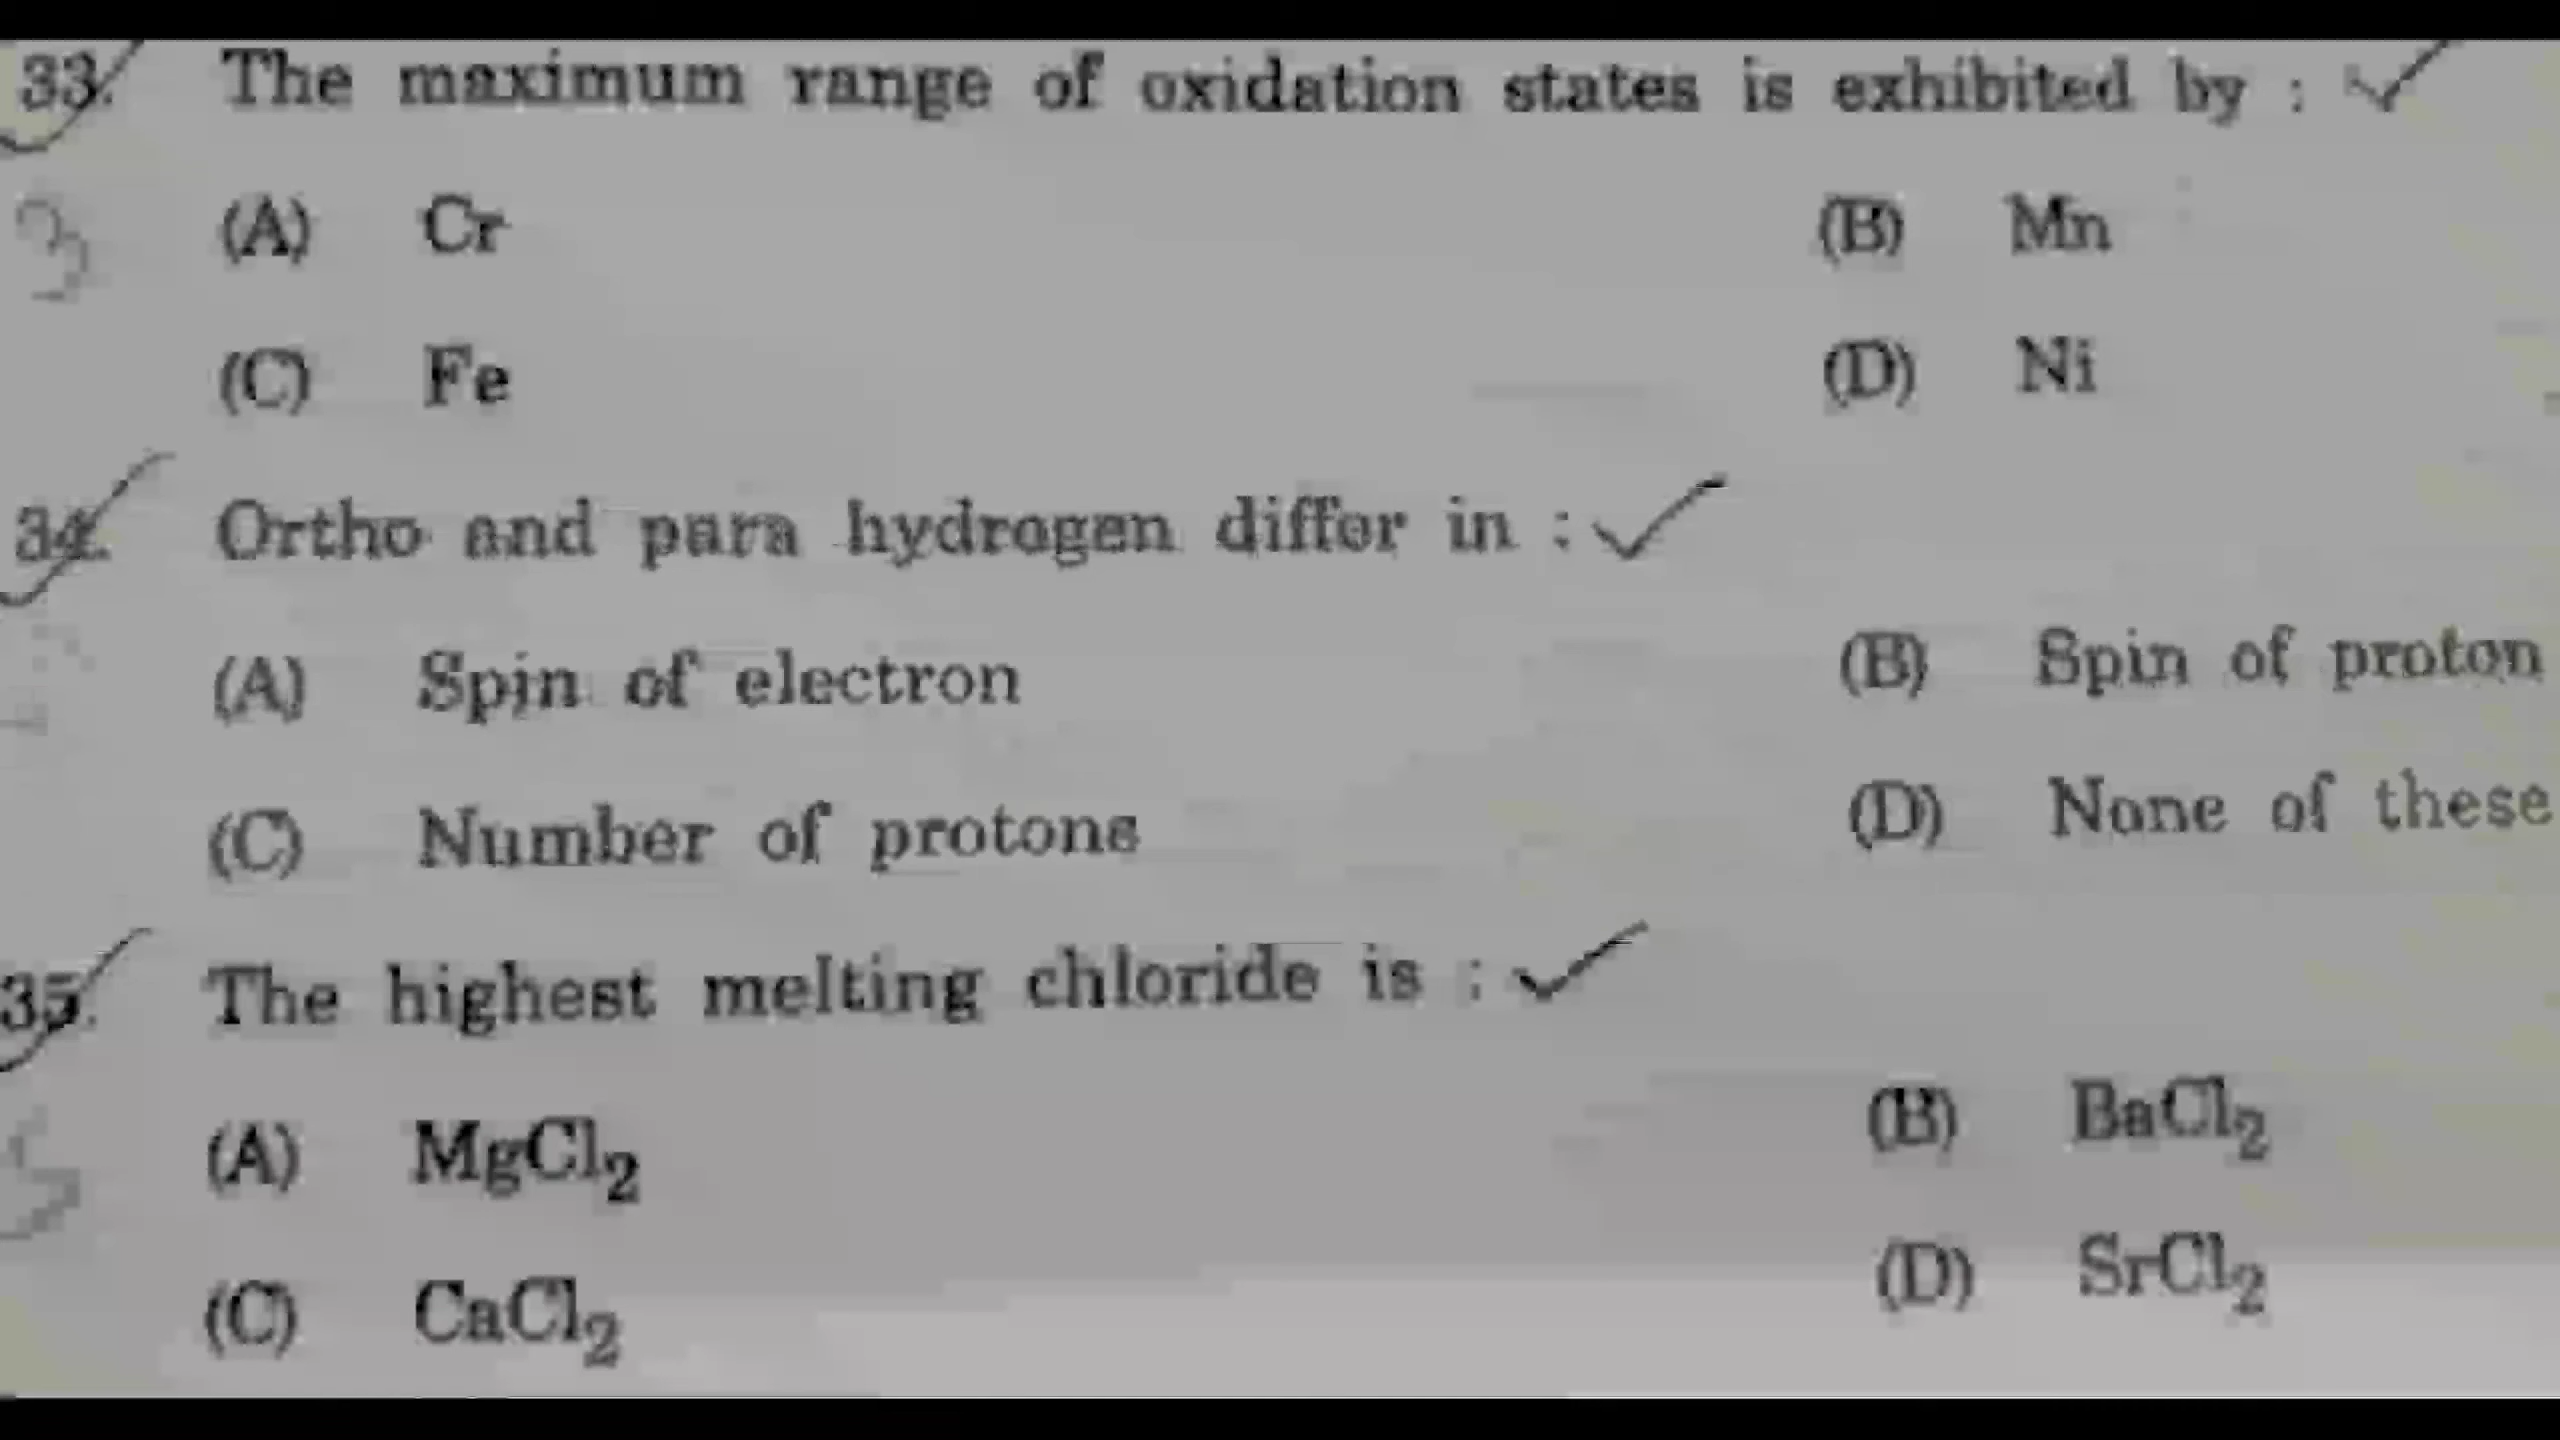 33. The maximum range of oxidation states is exhibited by :
(A) Cr (B) Mn
(C) Fe (D) Ni
34. Ortho and para hydrogen differ in :
(A) Spin of electron (B) Spin of proton
(C) Number of protons (D) None of these
35. The highest melting chloride is :
(A) MgCl₂ (B) BaCl₂
(C) CaCl₂ (D) SrCl₂